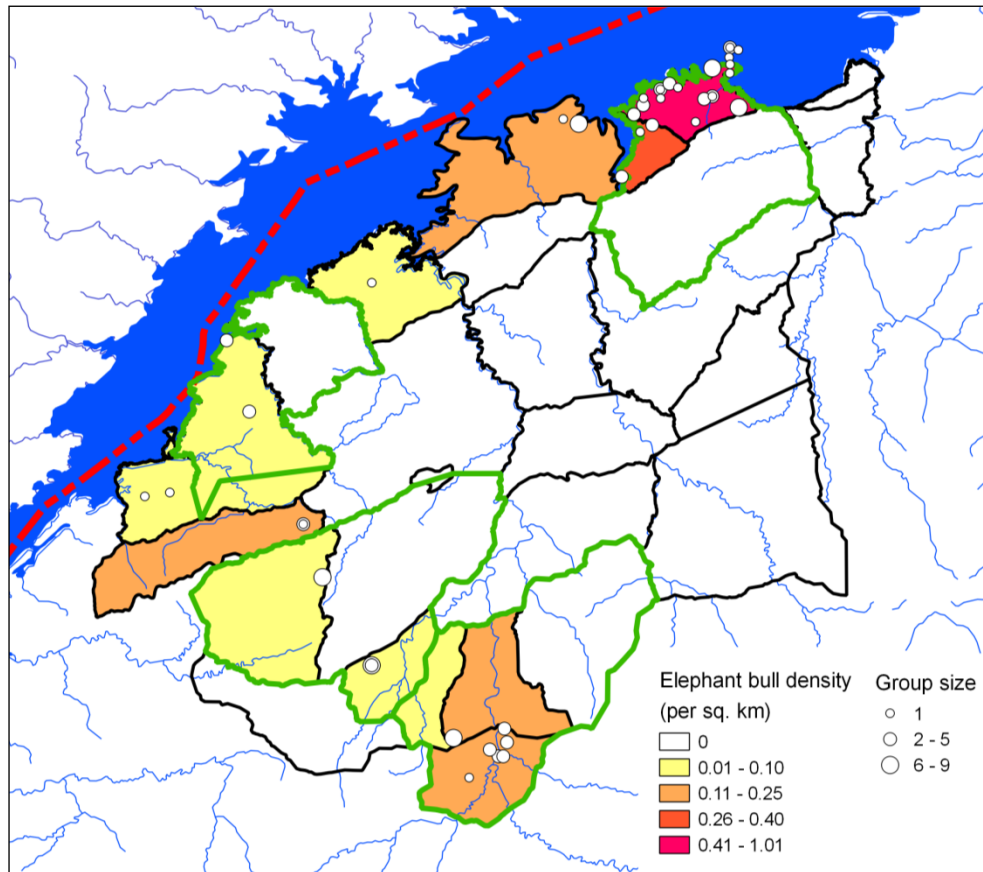 Elephant bull density
(per sq. km)
0
0.01 - 0.10
0.11 - 0.25
0.26 - 0.40
0.41 - 1.01
Group size
1
2 - 5
6 - 9